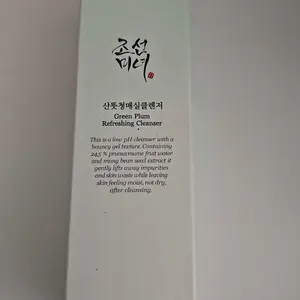 조선
미녀
산뜻청매실클렌저
Green Plum
Refreshing Cleanser
This is a low pH cleanser with a
bouncy gel texture. Containing
24.5 % prunus mume fruit water
and mung bean seed extract it
gently lifts away impurities
and skin waste while leaving
skin feeling moist, not dry,
after cleansing.